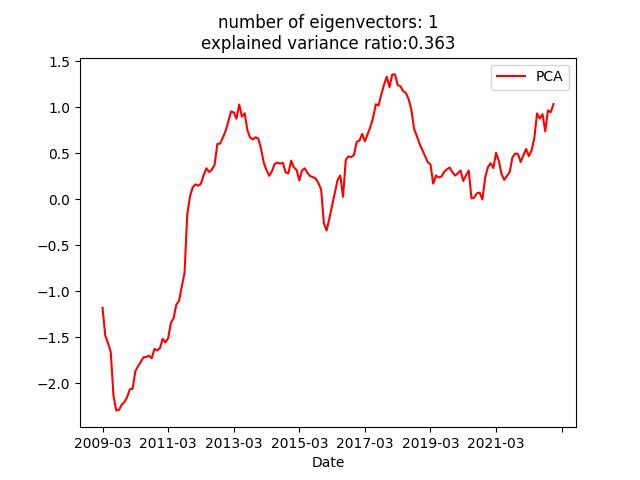 number of eigenvectors: 1
explained variance ratio:0.363
PCA
1.5
1.0
0.5
0.0
−0.5
−1.0
−1.5
−2.0
2009-03 2011-03 2013-03 2015-03 2017-03 2019-03 2021-03
Date